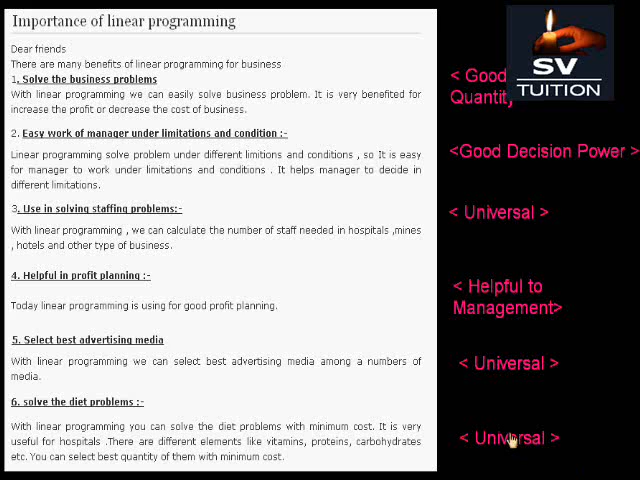 Importance of linear programming
Dear friends
There are many benefits of linear programming for business
1. Solve the business problems
With linear programming we can easily solve business problem. It is very benefited for
increase the profit or decrease the cost of business.
2. Easy work of manager under limitations and condition :-
Linear programming solve problem under different limitions and conditions , so It is easy
for manager to work under limitations and conditions . It helps manager to decide in
different limitations.
3. Use in solving staffing problems:-
With linear programming , we can calculate the number of staff needed in hospitals ,mines
, hotels and other type of business.
4. Helpful in profit planning :-
Today linear programming is using for good profit planning.
5. Select best advertising media
With linear programming we can select best advertising media among a numbers of
media.
6. solve the diet problems :-
With linear programming you can solve the diet problems with minimum cost. It is very
useful for hospitals .There are different elements like vitamins, proteins, carbohydrates
etc. You can select best quantity of them with minimum cost.
SV
TUITION
< Good
Quantity
<Good Decision Power >
< Universal >
< Helpful to
Management>
< Universal >
< Universal >